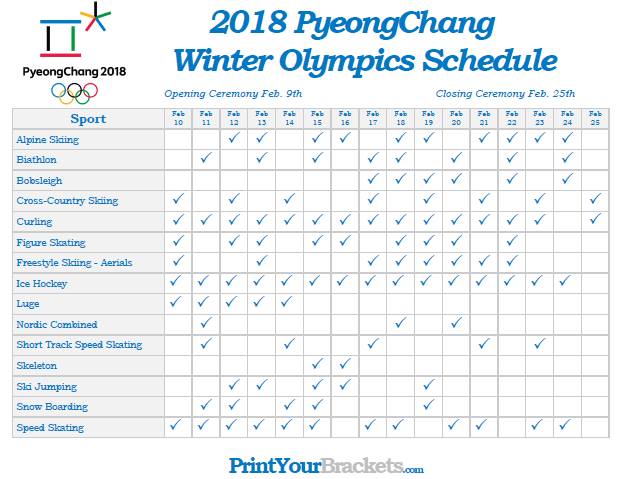 2018 PyeongChang
Winter Olympics Schedule
PyeongChang 2018
Opening Ceremony Feb. 9th
Closing Ceremony Feb. 25th
Sport
Feb 10
Feb 11
Feb 12
Feb 13
Feb 14
Feb 15
Feb 16
Feb 17
Feb 18
Feb 19
Feb 20
Feb 21
Feb 22
Feb 23
Feb 24
Feb 25
Alpine Skiing
Biathlon
Bobsleigh
Cross-Country Skiing
Curling
Figure Skating
Freestyle Skiing - Aerials
Ice Hockey
Luge
Nordic Combined
Short Track Speed Skating
Skeleton
Ski Jumping
Snow Boarding
Speed Skating
PrintYourBrackets.com